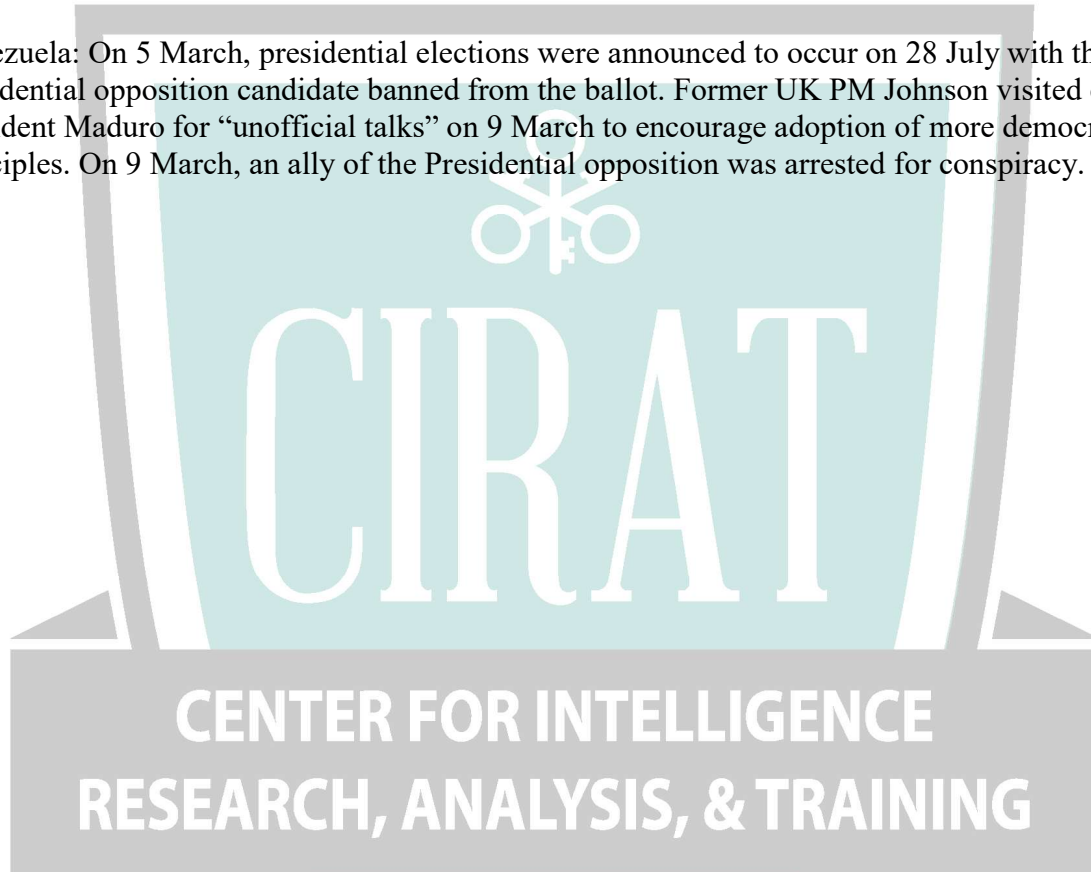 ezuela: On 5 March, presidential elections were announced to occur on 28 July with th
dential opposition candidate banned from the ballot. Former UK PM Johnson visited
dent Maduro for “unofficial talks” on 9 March to encourage adoption of more democr
ciples. On 9 March, an ally of the Presidential opposition was arrested for conspiracy.
CIRAT
CENTER FOR INTELLIGENCE
RESEARCH, ANALYSIS, & TRAINING